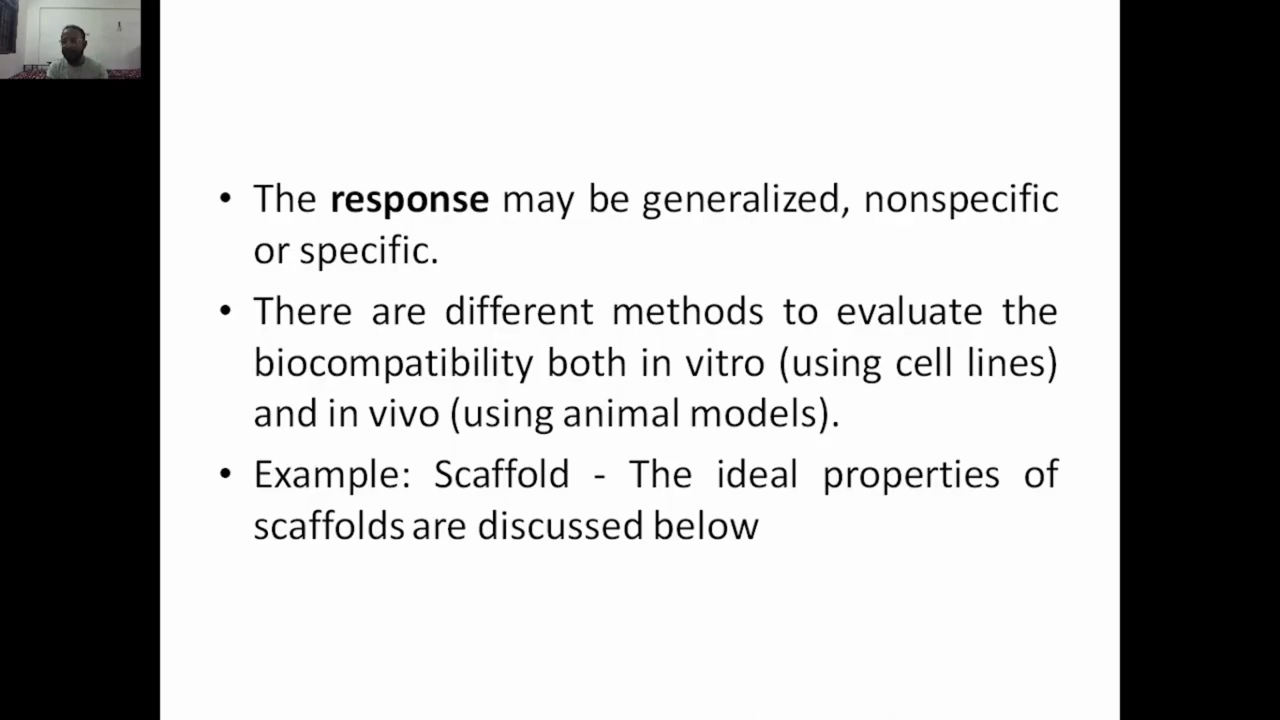 • The response may be generalized, nonspecific
or specific.
• There are different methods to evaluate the
biocompatibility both in vitro (using cell lines)
and in vivo (using animal models).
• Example: Scaffold - The ideal properties of
scaffolds are discussed below